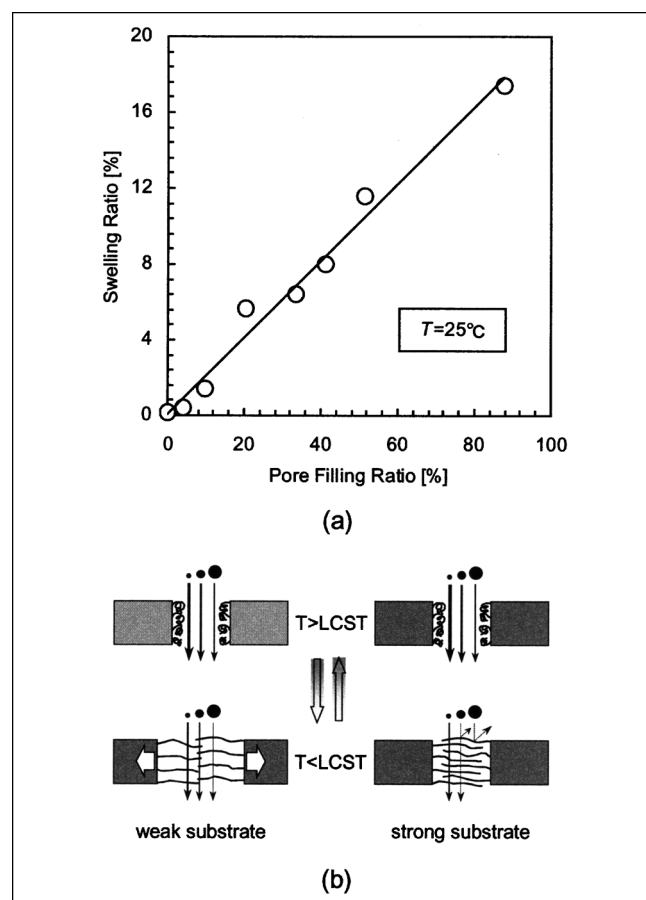 20
16
12
8
4
0
Swelling Ratio [%]
T=25°C
0 20 40 60 80 100
Pore Filling Ratio [%]
(a)
T>LCST
T<LCST
weak substrate
strong substrate
(b)